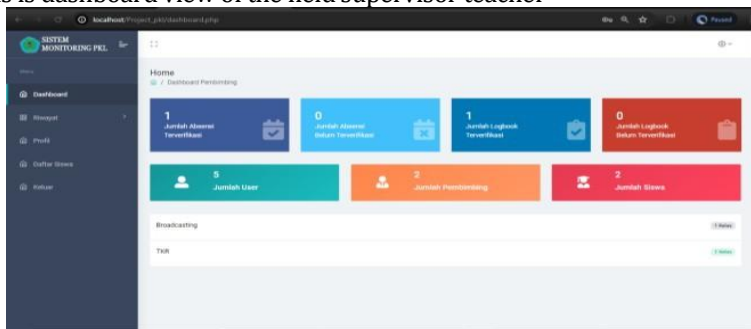 is dashboard view of the field supervisor teacher
localhost/Project_pkl/dashboard.php
Paused
SISTEM
MONITORING PKL
Menu
Dashboard
Riwayat
Profil
Daftar Siswa
Keluar
Home
/ Dashboard Pembimbing
1
Jumlah Absensi
Terverifikasi
0
Jumlah Absensi
Belum Terverifikasi
1
Jumlah Logbook
Terverifikasi
0
Jumlah Logbook
Belum Terverifikasi
5
Jumlah User
2
Jumlah Pembimbing
2
Jumlah Siswa
Broadcasting
TKR